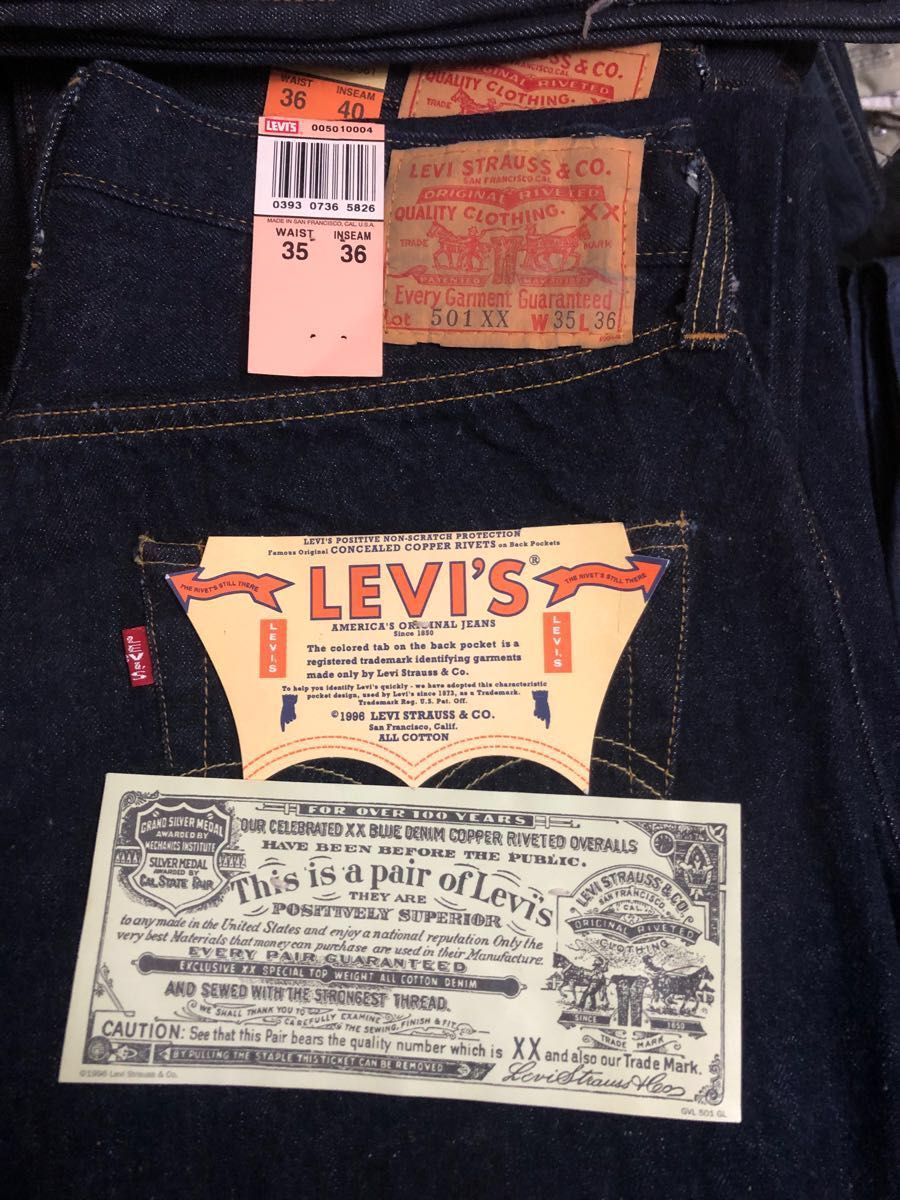 WAIST INSEAM
36 40
SS & CO.
ORIGINAL RIVETED
QUALITY CLOTHING. X
TRADE
LEVI'S 005010004
0393 0736 5826
MADE IN SAN FRANCISCO, CAL. U.S.A.
WAIST INSEAM
35 36
LEVI STRAUSS & CO.
SAN FRANCISCO CAL
ORIGINAL RIVETED
QUALITY CLOTHING. XX
TRADE MARK
PATENTED MAY 20 1873
Every Garment Guaranteed
Lot 501 XX W 35 L 36
LEVI'S POSITIVE NON-SCRATCH PROTECTION
Famous Original CONCEALED COPPER RIVETS on Back Pockets
LEVI'S®
THE RIVET'S STILL THERE THE RIVET'S STILL THERE
AMERICA'S ORIGINAL JEANS
Since 1850
LEVI'S LEVI'S
The colored tab on the back pocket is a
registered trademark identifying garments
made only by Levi Strauss & Co.
To help you identify Levi's quickly - we have adopted this characteristic
pocket design, used by Levi's since 1873, as a Trademark.
Trademark Reg. U.S. Pat. Off.
©1996 LEVI STRAUSS & CO.
San Francisco, Calif.
ALL COTTON
LEVI'S
FOR OVER 100 YEARS
OUR CELEBRATED XX BLUE DENIM COPPER RIVETED OVERALLS
HAVE BEEN BEFORE THE PUBLIC.
GRAND SILVER MEDAL
AWARDED BY
MECHANICS INSTITUTE
SILVER MEDAL
AWARDED BY
CAL. STATE FAIR
This is a pair of Levi's
THEY ARE
POSITIVELY SUPERIOR
to any made in the United States and enjoy a national reputation Only the
very best Materials that money can purchase are used in their Manufacture.
EVERY PAIR GUARANTEED
EXCLUSIVE XX SPECIAL TOP WEIGHT ALL COTTON DENIM
AND SEWED WITH THE STRONGEST THREAD.
WE SHALL THANK YOU TO
CAREFULLY EXAMINE
THE SEWING, FINISH & FIT
CAUTION: See that this Pair bears the quality number which is XX and also our Trade Mark.
BY PULLING THE STAPLE THIS TICKET CAN BE REMOVED
Levi Strauss & Co
LEVI STRAUSS & CO.
SAN FRANCISCO
CAL.
ORIGINAL RIVETED
CLOTHING
SINCE 1850
TRADE MARK
©1996 Levi Strauss & Co.
GVL 501 GL